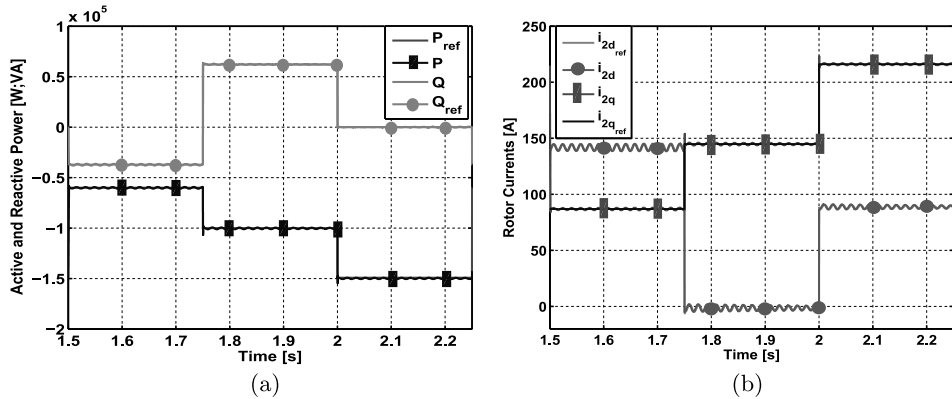 x 10⁵
1
0.5
0
−0.5
−1
−1.5
−2
Active and Reactive Power [W;VA]
P_ref
P
Q
Q_ref
1.5 1.6 1.7 1.8 1.9 2 2.1 2.2
Time [s]
(a)
250
200
150
100
50
0
Rotor Currents [A]
i_2d_ref
i_2d
i_2q
i_2q_ref
1.5 1.6 1.7 1.8 1.9 2 2.1 2.2
Time [s]
(b)